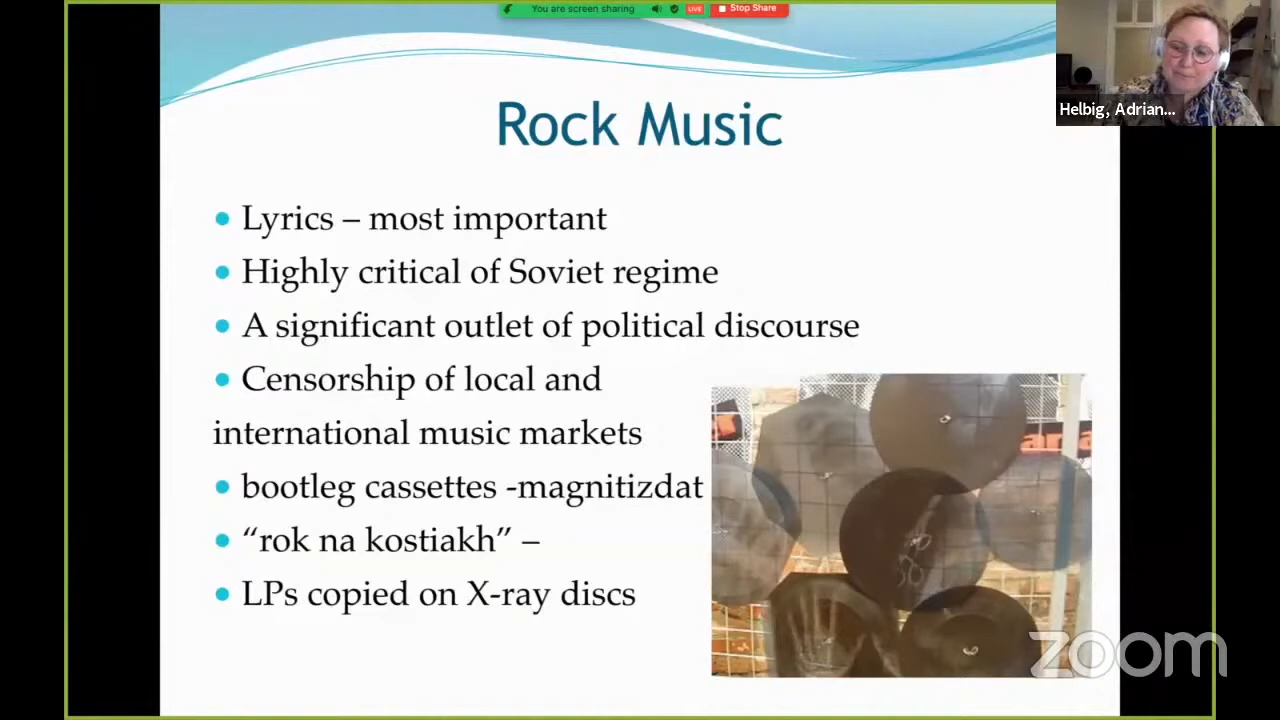 You are screen sharing
LIVE
Stop Share
Helbig, Adrian...
Rock Music
Lyrics – most important
Highly critical of Soviet regime
A significant outlet of political discourse
Censorship of local and
international music markets
bootleg cassettes -magnitizdat
“rok na kostiakh” –
LPs copied on X-ray discs
zoom